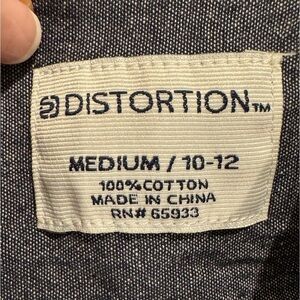 DISTORTION™
MEDIUM / 10-12
100% COTTON
MADE IN CHINA
RN# 65933